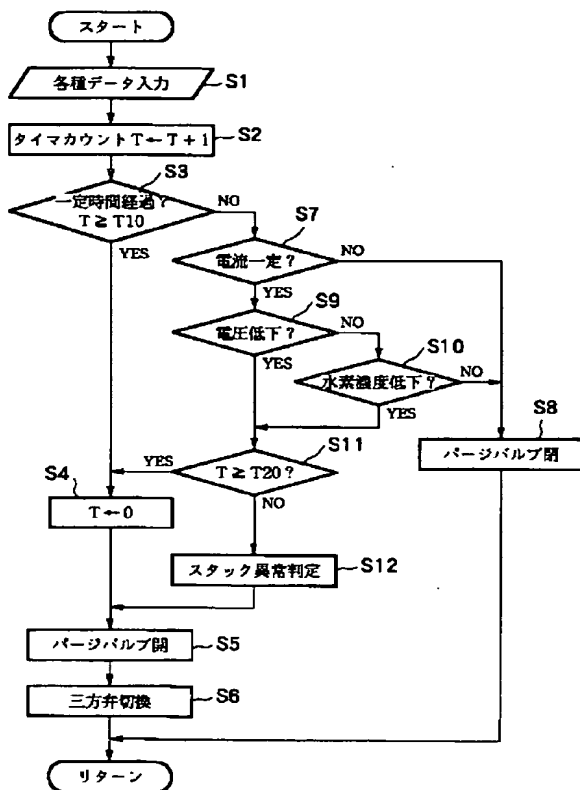 スタート
各種データ入力
S1
タイマカウント T←T+1
S2
S3
一定時間経過?
T≧T10
NO
YES
S7
電流一定?
NO
YES
S9
電圧低下?
NO
YES
S10
水素濃度低下?
NO
YES
S8
パージバルブ閉
S11
T≧T20?
YES
NO
S4
T←0
スタック異常判定
S12
パージバルブ開
S5
三方弁切換
S6
リターン